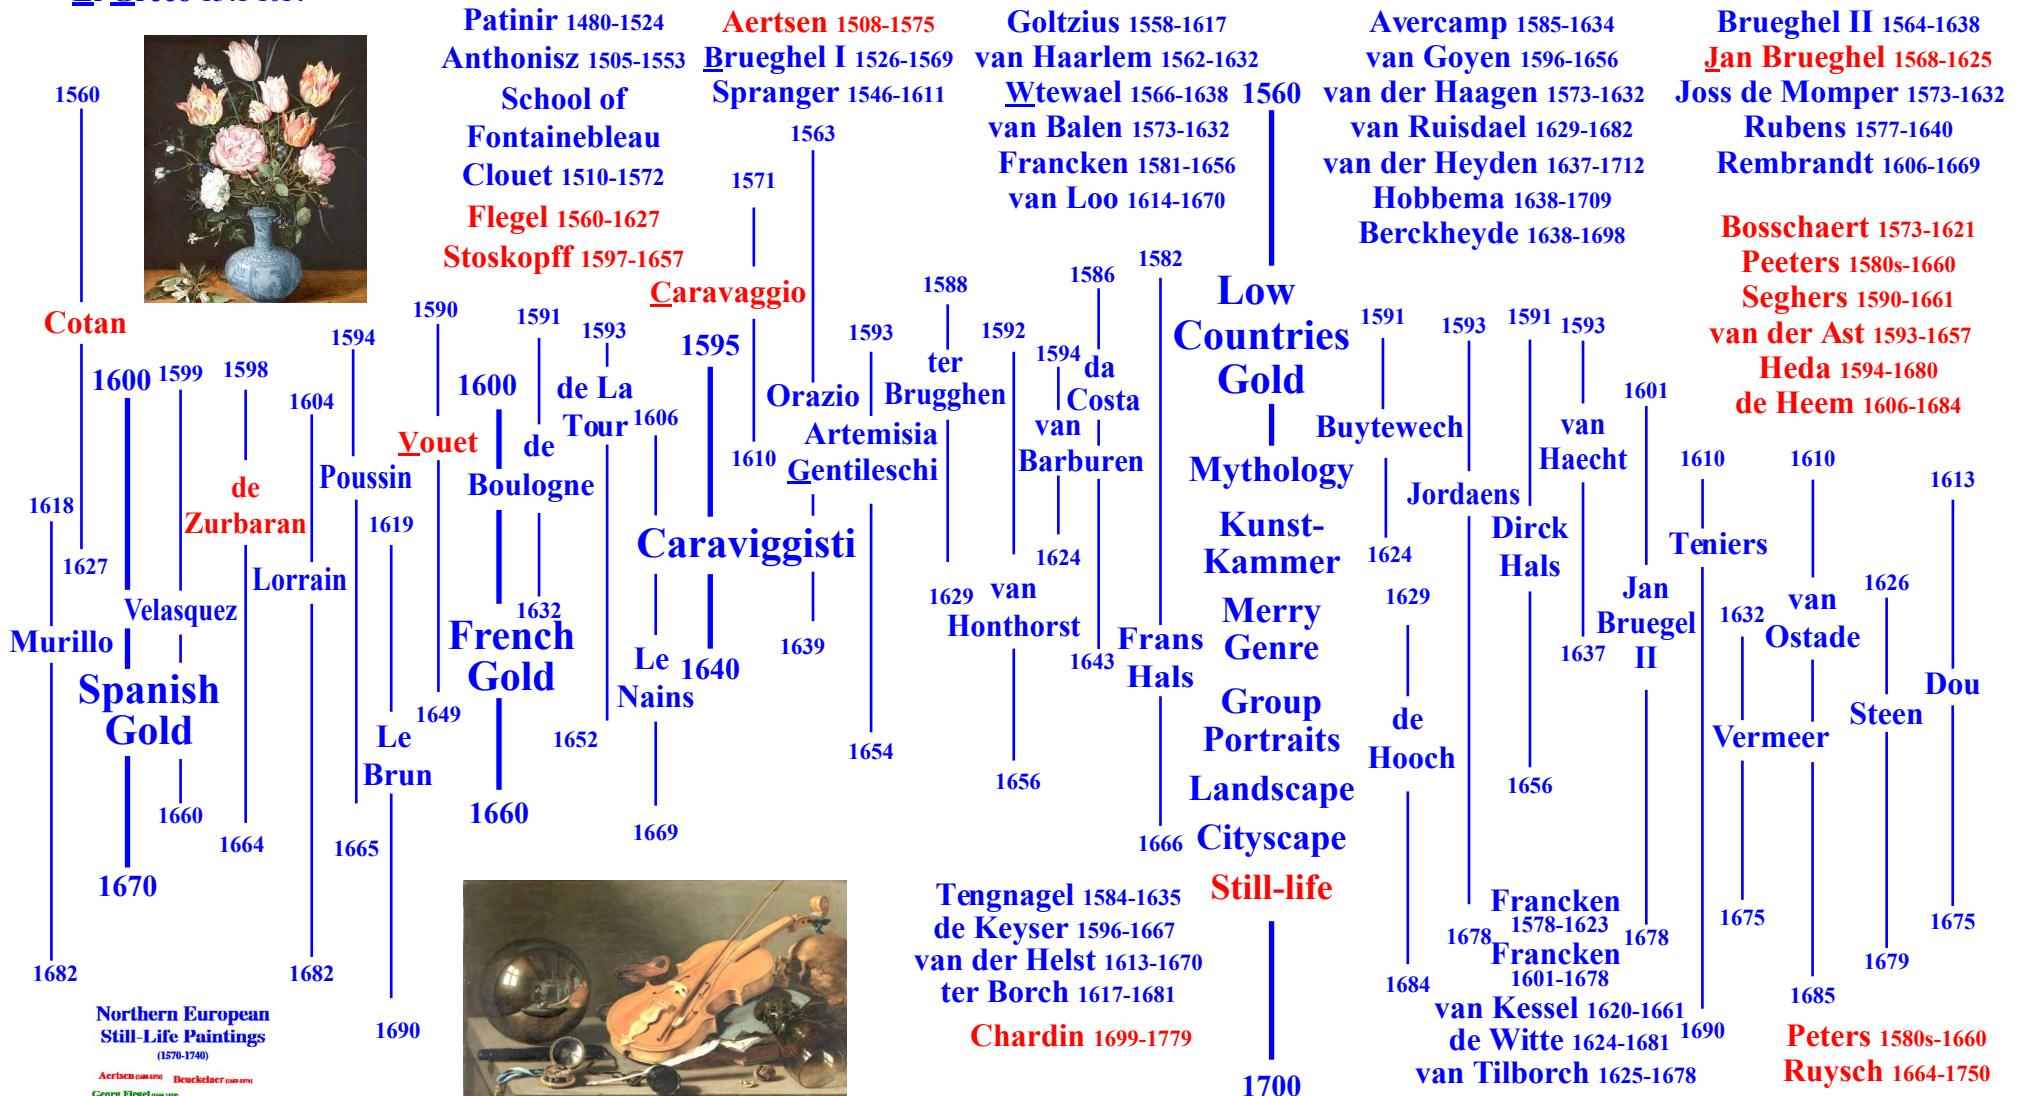 Patinir 1480-1524
Anthonisz 1505-1553
School of
Fontainebleau
Clouet 1510-1572
Flegel 1560-1627
Stoskopff 1597-1657
Aertsen 1508-1575
Brueghel I 1526-1569
Spranger 1546-1611
Goltzius 1558-1617
van Haarlem 1562-1632
Wtewael 1566-1638
van Balen 1573-1632
Francken 1581-1656
van Loo 1614-1670
Avercamp 1585-1634
van Goyen 1596-1656
van der Haagen 1573-1632
van Ruisdael 1629-1682
van der Heyden 1637-1712
Hobbema 1638-1709
Berckheyde 1638-1698
Brueghel II 1564-1638
Jan Brueghel 1568-1625
Joss de Momper 1573-1632
Rubens 1577-1640
Rembrandt 1606-1669
Bosschaert 1573-1621
Peeters 1580s-1660
Seghers 1590-1661
van der Ast 1593-1657
Heda 1594-1680
de Heem 1606-1684
1560
Cotan
1627
1618
Murillo
1682
1600
Spanish
Gold
1670
1599
Velasquez
1660
1598
de
Zurbaran
1664
1604
Lorrain
1682
1594
Poussin
1665
1619
Le
Brun
1690
1590
Vouet
1649
1600
French
Gold
1660
1591
de
Boulogne
1632
1593
de La
Tour
1652
1606
Le
Nains
1669
1595
Caraviggisti
1640
1571
Caravaggio
1610
1563
Orazio
1593
Artemisia
Gentileschi
1639
1654
1588
ter
Brugghen
1629
1592
van
Honthorst
1656
1594
van
Barburen
1624
1586
da
Costa
1643
1582
Frans
Hals
1666
1560
Low
Countries
Gold
Mythology
Kunst-
Kammer
Merry
Genre
Group
Portraits
Landscape
Cityscape
Still-life
1700
1591
Buytewech
1624
1629
de
Hooch
1684
1593
Jordaens
1678
1591
Dirck
Hals
1656
1593
van
Haecht
1637
1601
Jan
Bruegel
II
1678
1610
Teniers
1690
1632
Vermeer
1675
1610
van
Ostade
1685
1626
Steen
1679
1613
Dou
1675
Tengnagel 1584-1635
de Keyser 1596-1667
van der Helst 1613-1670
ter Borch 1617-1681
Chardin 1699-1779
Francken
1578-1623
Francken
1601-1678
van Kessel 1620-1661
de Witte 1624-1681
van Tilborch 1625-1678
Peters 1580s-1660
Ruysch 1664-1750
Northern European
Still-Life Paintings
(1570-1740)
Aertsen
Beuckelaer
Georg Flegel